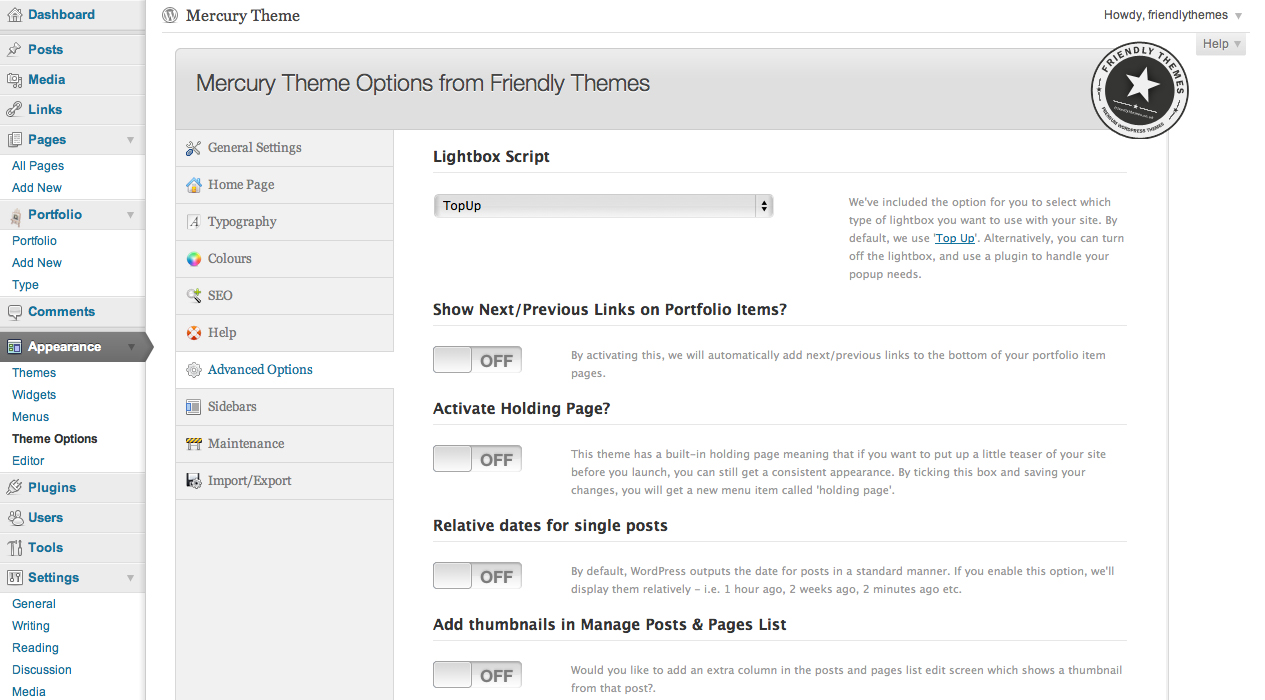 Dashboard
Posts
Media
Links
Pages
All Pages
Add New
Portfolio
Portfolio
Add New
Type
Comments
Appearance
Themes
Widgets
Menus
Theme Options
Editor
Plugins
Users
Tools
Settings
General
Writing
Reading
Discussion
Media
Mercury Theme
Howdy, friendlythemes
Help
Mercury Theme Options from Friendly Themes
FRIENDLY THEMES
PREMIUM WORDPRESS THEMES
General Settings
Home Page
Typography
Colours
SEO
Help
Advanced Options
Sidebars
Maintenance
Import/Export
Lightbox Script
TopUp
We've included the option for you to select which
type of lightbox you want to use with your site. By
default, we use 'Top Up'. Alternatively, you can turn
off the lightbox, and use a plugin to handle your
popup needs.
Show Next/Previous Links on Portfolio Items?
OFF
By activating this, we will automatically add next/previous links to the bottom of your portfolio item
pages.
Activate Holding Page?
OFF
This theme has a built-in holding page meaning that if you want to put up a little teaser of your site
before you launch, you can still get a consistent appearance. By ticking this box and saving your
changes, you will get a new menu item called 'holding page'.
Relative dates for single posts
OFF
By default, WordPress outputs the date for posts in a standard manner. If you enable this option, we'll
display them relatively - i.e. 1 hour ago, 2 weeks ago, 2 minutes ago etc.
Add thumbnails in Manage Posts & Pages List
OFF
Would you like to add an extra column in the posts and pages list edit screen which shows a thumbnail
from that post?.